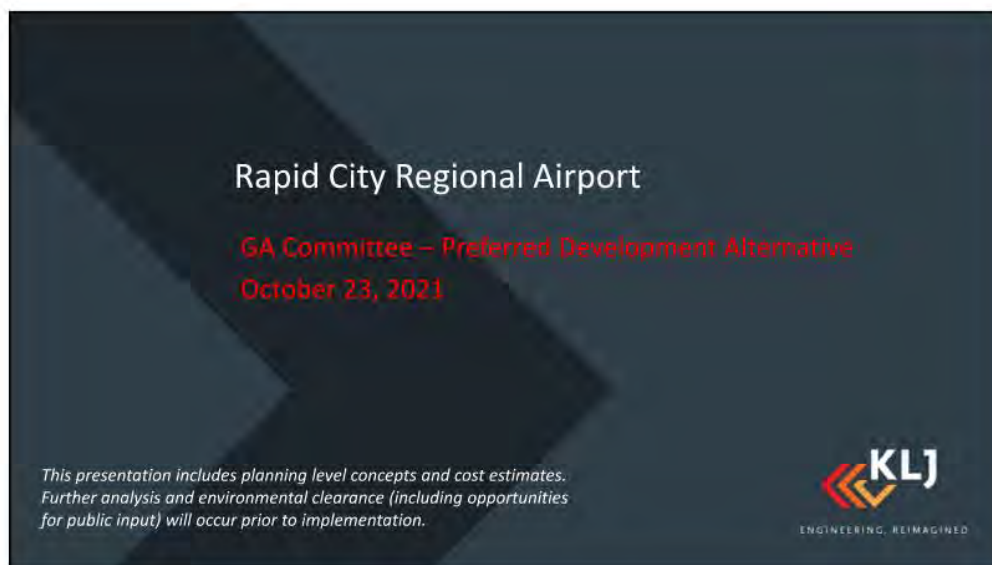 Rapid City Regional Airport
GA Committee – Preferred Development Alternative
October 23, 2021
This presentation includes planning level concepts and cost estimates.
Further analysis and environmental clearance (including opportunities
for public input) will occur prior to implementation.
KLJ
ENGINEERING, REIMAGINED